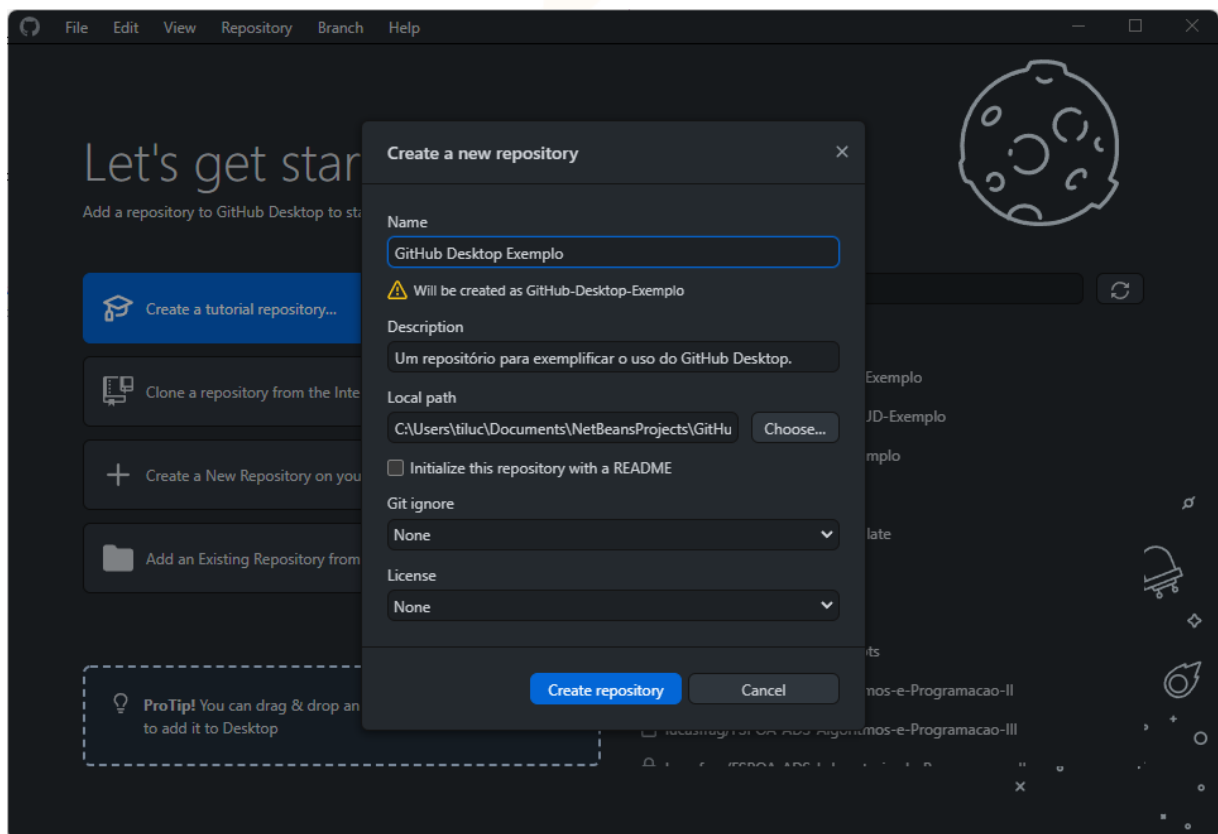 File Edit View Repository Branch Help
Let's get star
Add a repository to GitHub Desktop to sta
Create a tutorial repository...
Clone a repository from the Inte
Create a New Repository on you
Add an Existing Repository from
ProTip! You can drag & drop an
to add it to Desktop
Create a new repository
Name
GitHub Desktop Exemplo
Will be created as GitHub-Desktop-Exemplo
Description
Um repositório para exemplificar o uso do GitHub Desktop.
Local path
C:\Users\tiluc\Documents\NetBeansProjects\GitHu
Choose...
Initialize this repository with a README
Git ignore
None
License
None
Create repository Cancel
Exemplo
JD-Exemplo
mplo
late
ts
mos-e-Programacao-II
mos-e-Programacao-III